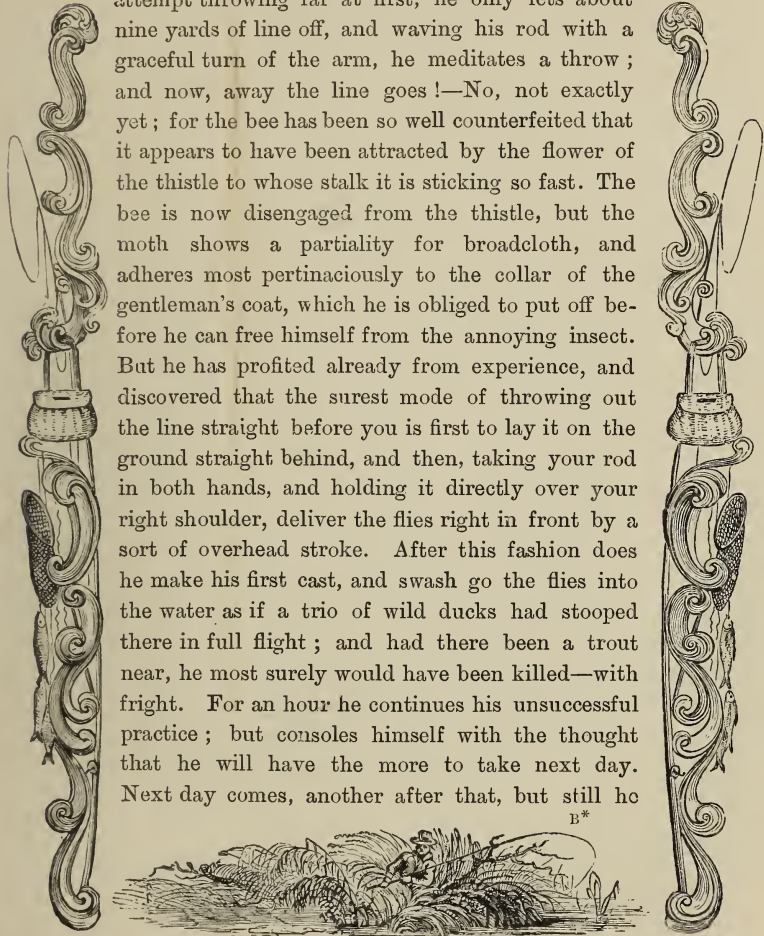 attempt throwing far at first, he only lets about
nine yards of line off, and waving his rod with a
graceful turn of the arm, he meditates a throw ;
and now, away the line goes !—No, not exactly
yet ; for the bee has been so well counterfeited that
it appears to have been attracted by the flower of
the thistle to whose stalk it is sticking so fast. The
bee is now disengaged from the thistle, but the
moth shows a partiality for broadcloth, and
adheres most pertinaciously to the collar of the
gentleman's coat, which he is obliged to put off be-
fore he can free himself from the annoying insect.
But he has profited already from experience, and
discovered that the surest mode of throwing out
the line straight before you is first to lay it on the
ground straight behind, and then, taking your rod
in both hands, and holding it directly over your
right shoulder, deliver the flies right in front by a
sort of overhead stroke. After this fashion does
he make his first cast, and swash go the flies into
the water as if a trio of wild ducks had stooped
there in full flight ; and had there been a trout
near, he most surely would have been killed—with
fright. For an hour he continues his unsuccessful
practice ; but consoles himself with the thought
that he will have the more to take next day.
Next day comes, another after that, but still he
B*